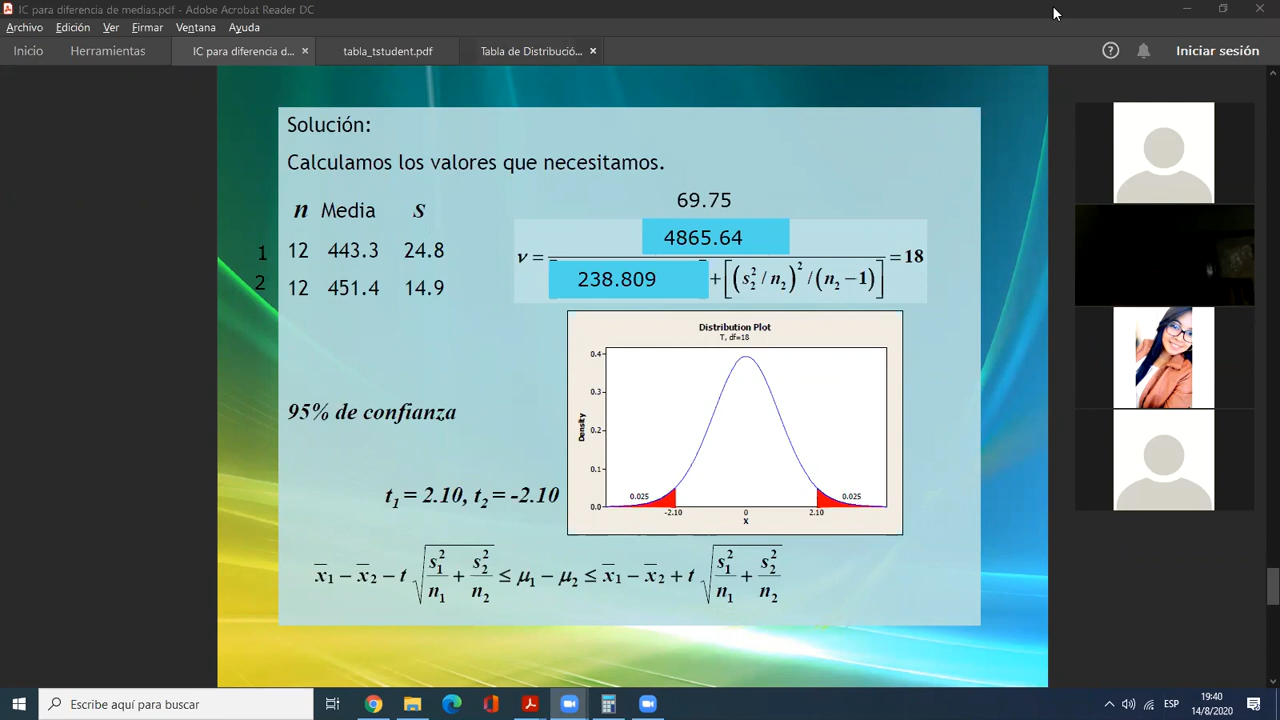 IC para diferencia de medias.pdf - Adobe Acrobat Reader DC
Archivo Edición Ver Firmar Ventana Ayuda
Inicio Herramientas IC para diferencia d... × tabla_tstudent.pdf Tabla de Distribució... × Iniciar sesión
Solución:
Calculamos los valores que necesitamos.
69.75
n Media S
1 12 443.3 24.8
2 12 451.4 14.9
ν = 4865.64 / 238.809 + [(s₂² / n₂)² / (n₂ − 1)] = 18
Distribution Plot
T, df=18
0.4
0.3
0.2
0.1
0.0
Density
0.025 0.025
-2.10 0 2.10
X
95% de confianza
t₁ = 2.10, t₂ = -2.10
x̄₁ − x̄₂ − t √(s₁²/n₁ + s₂²/n₂) ≤ μ₁ − μ₂ ≤ x̄₁ − x̄₂ + t √(s₁²/n₁ + s₂²/n₂)
Escribe aquí para buscar
ESP
19:40
14/8/2020